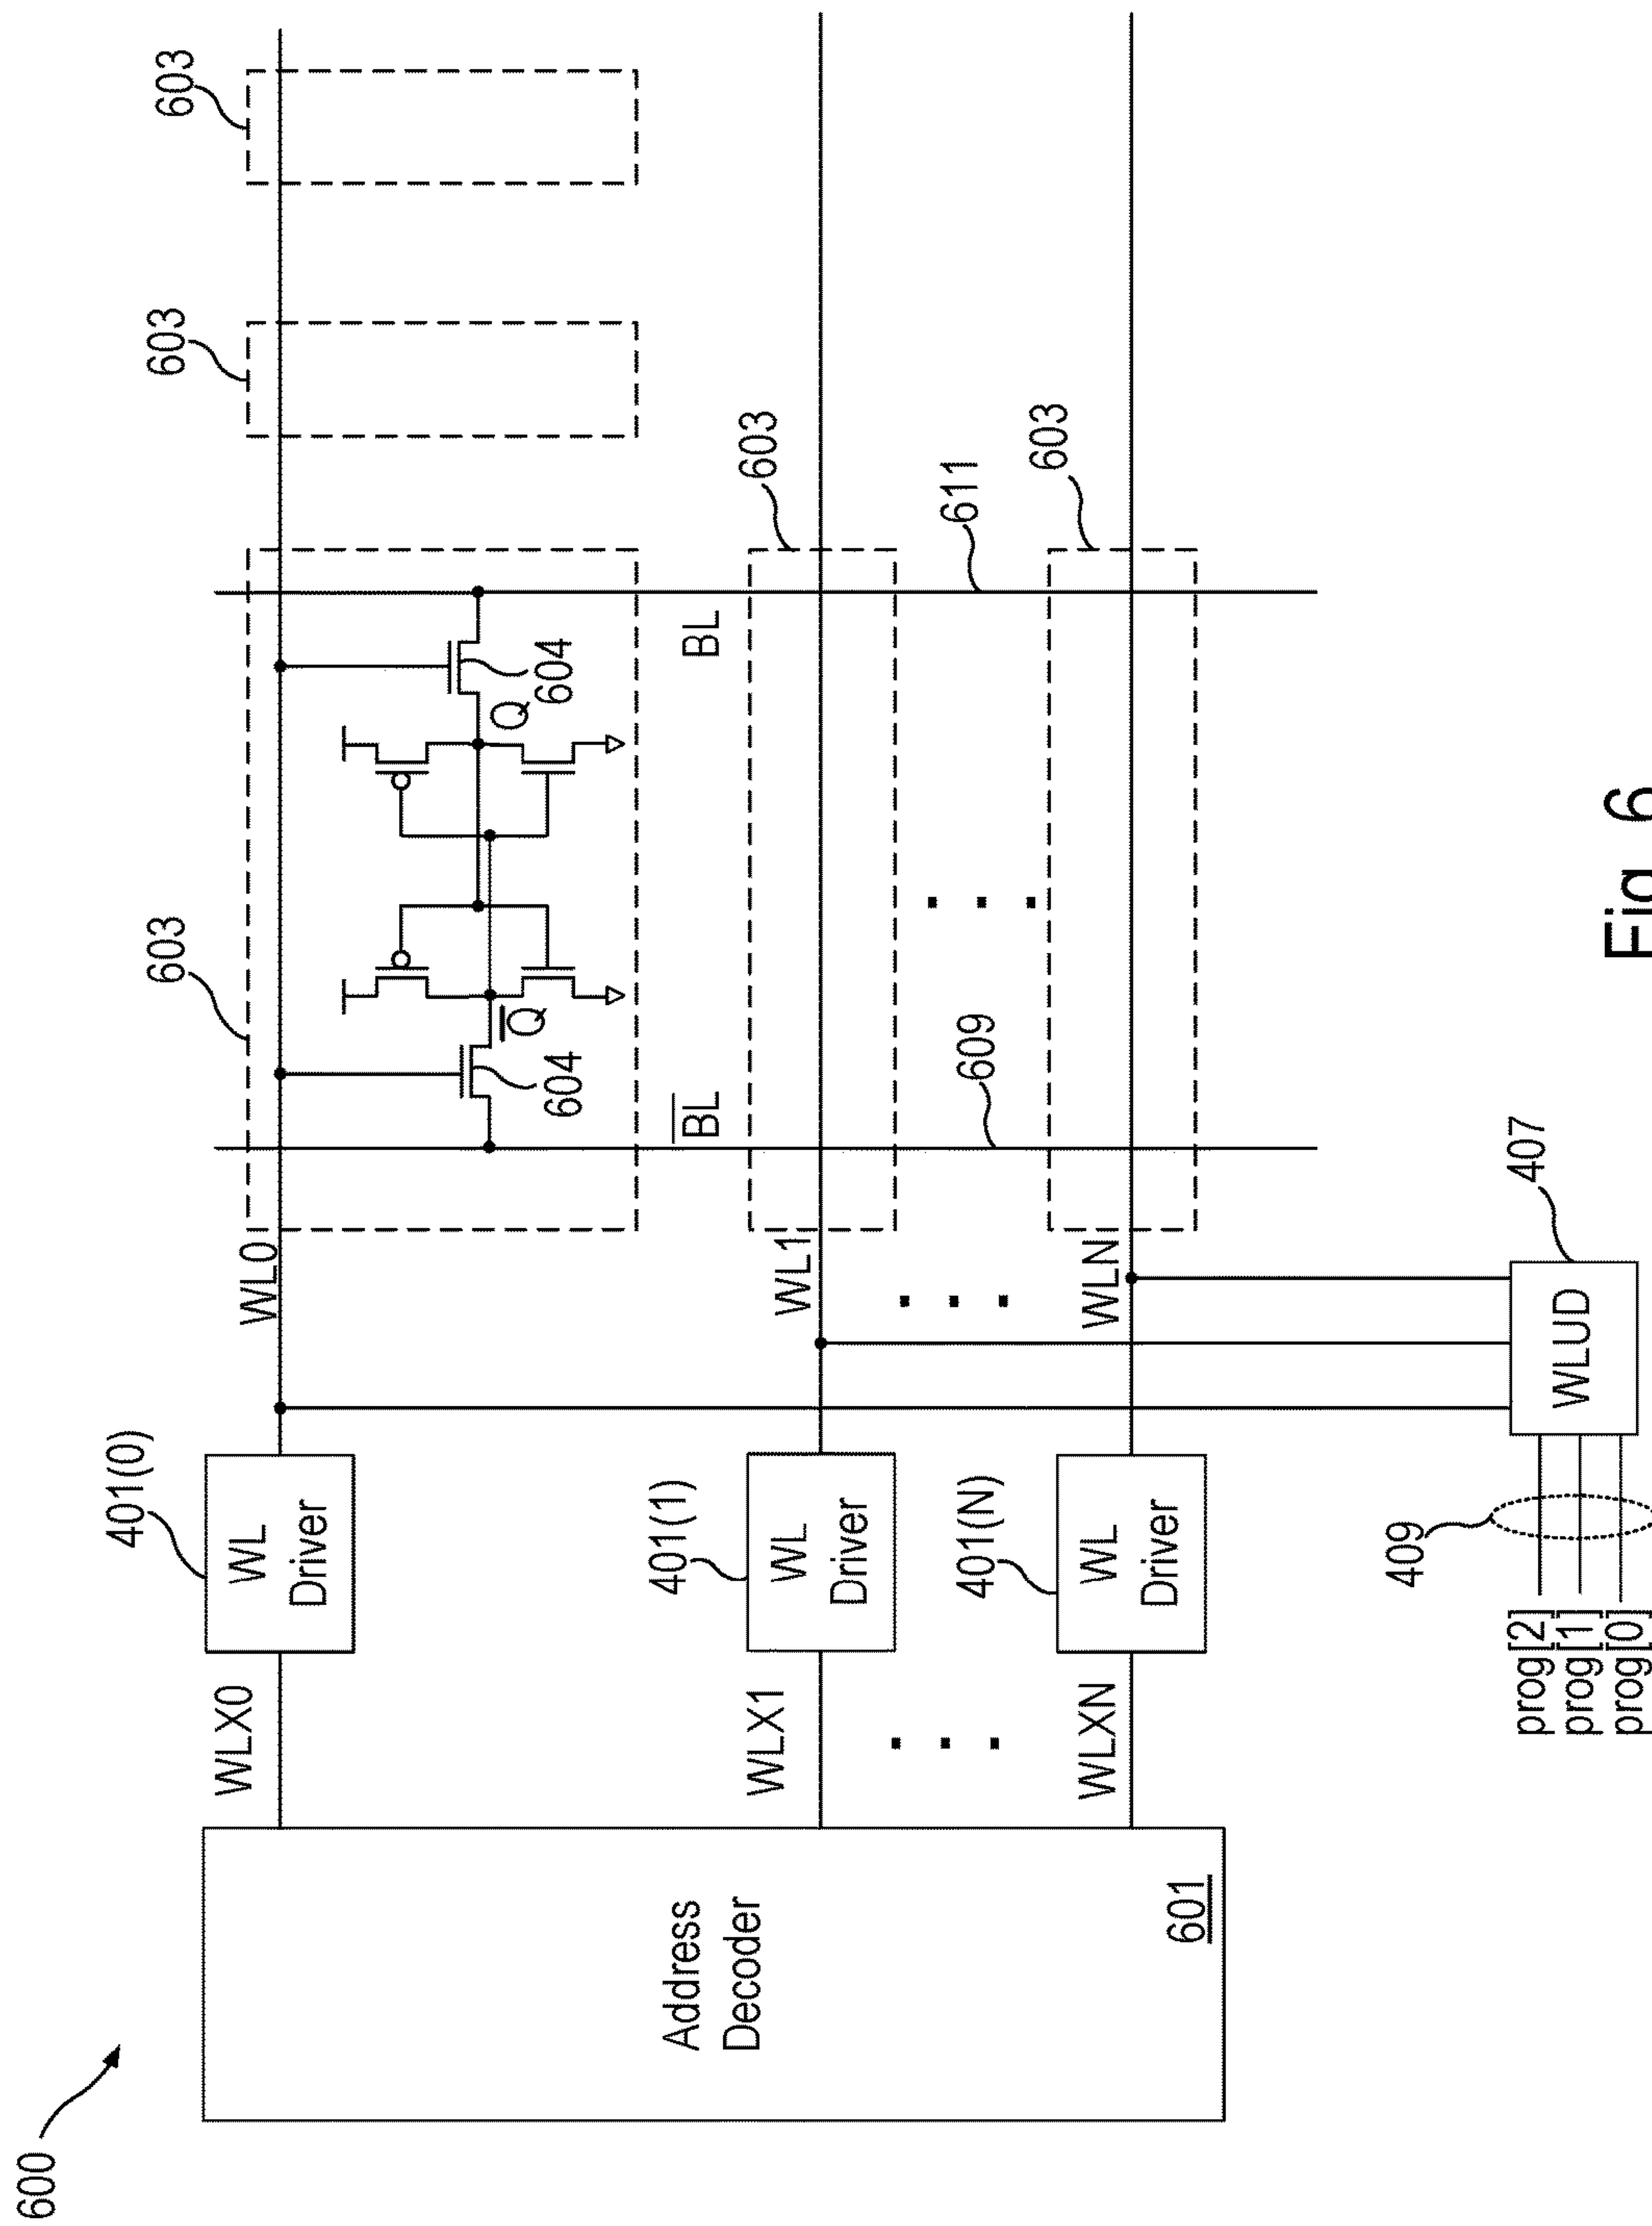 600
603
603
603
401(0)
WLX0
WL
Driver
WL0
Q
Q
604
604
BL
BL
603
Address
Decoder
401(1)
WLX1
WL
Driver
WL1
609
611
603
401(N)
WLXN
WL
Driver
WLN
601
409
407
prog[2]
prog[1]
prog[0]
WLUD
Fig. 6